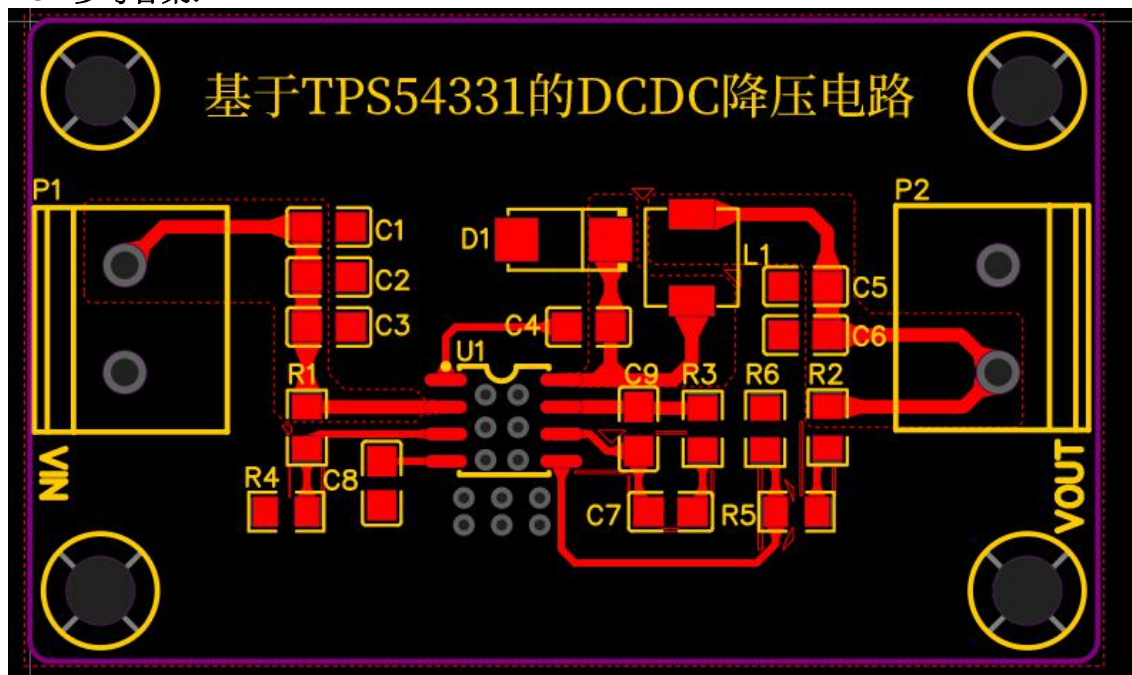 基于TPS54331的DCDC降压电路
P1
P2
C1
D1
L1
C2
C5
C3
C4
C6
U1
R1
C9
R3
R6
R2
VIN
R4
C8
C7
R5
VOUT